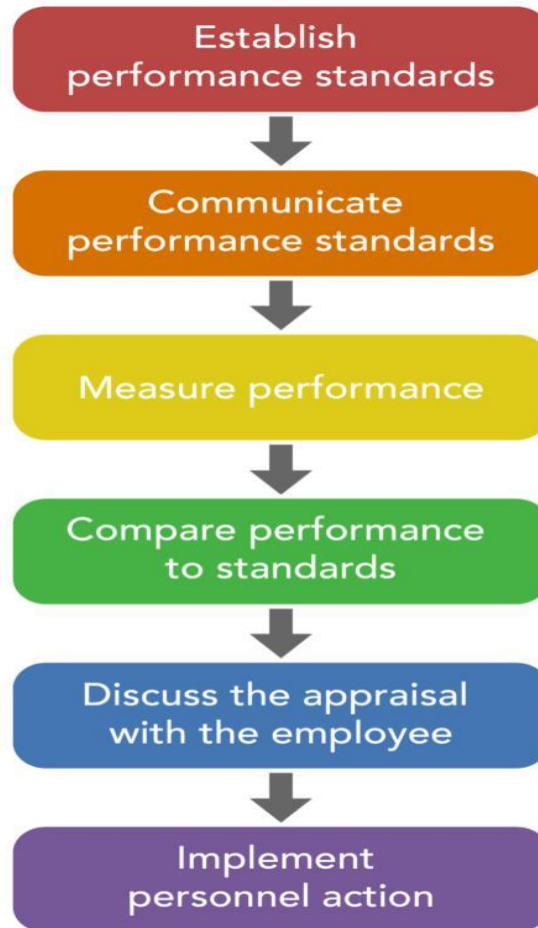 Establish
performance standards
Communicate
performance standards
Measure performance
Compare performance
to standards
Discuss the appraisal
with the employee
Implement
personnel action